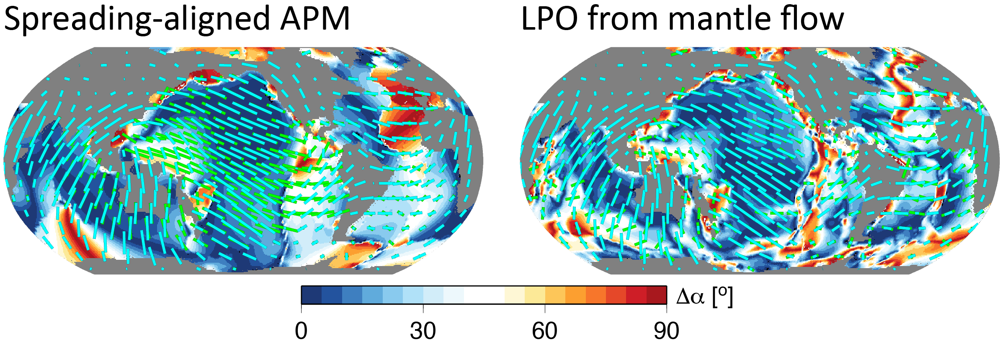 Spreading-aligned APM
LPO from mantle flow
Δα [º]
0 30 60 90